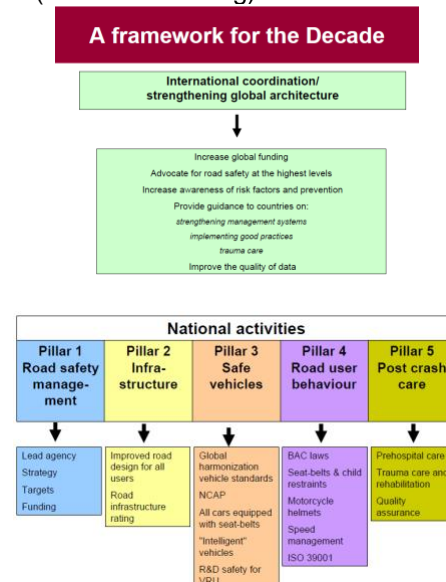 A framework for the Decade
International coordination/
strengthening global architecture
Increase global funding
Advocate for road safety at the highest levels
Increase awareness of risk factors and prevention
Provide guidance to countries on:
strengthening management systems
implementing good practices
trauma care
Improve the quality of data
National activities
Pillar 1
Road safety
manage-
ment
Pillar 2
Infra-
structure
Pillar 3
Safe
vehicles
Pillar 4
Road user
behaviour
Pillar 5
Post crash
care
Lead agency
Strategy
Targets
Funding
Improved road
design for all
users
Road
infrastructure
rating
Global
harmonization
vehicle standards
NCAP
All cars equipped
with seat-belts
"Intelligent"
vehicles
R&D safety for
VRU
BAC laws
Seat-belts & child
restraints
Motorcycle
helmets
Speed
management
ISO 39001
Prehospital care
Trauma care and
rehabilitation
Quality
assurance